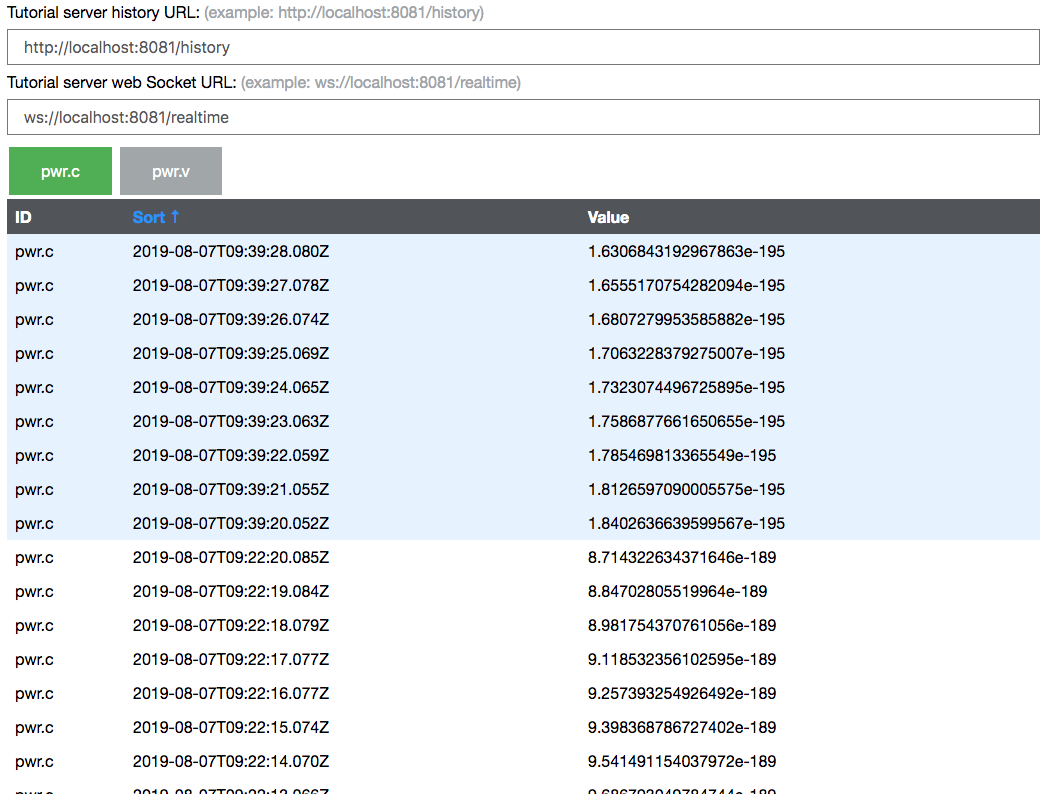 Tutorial server history URL: (example: http://localhost:8081/history)
http://localhost:8081/history
Tutorial server web Socket URL: (example: ws://localhost:8081/realtime)
ws://localhost:8081/realtime
pwr.c pwr.v
ID Sort ↑ Value
pwr.c 2019-08-07T09:39:28.080Z 1.6306843192967863e-195
pwr.c 2019-08-07T09:39:27.078Z 1.6555170754282094e-195
pwr.c 2019-08-07T09:39:26.074Z 1.6807279953585882e-195
pwr.c 2019-08-07T09:39:25.069Z 1.7063228379275007e-195
pwr.c 2019-08-07T09:39:24.065Z 1.7323074496725895e-195
pwr.c 2019-08-07T09:39:23.063Z 1.7586877661650655e-195
pwr.c 2019-08-07T09:39:22.059Z 1.785469813365549e-195
pwr.c 2019-08-07T09:39:21.055Z 1.8126597090005575e-195
pwr.c 2019-08-07T09:39:20.052Z 1.8402636639599567e-195
pwr.c 2019-08-07T09:22:20.085Z 8.714322634371646e-189
pwr.c 2019-08-07T09:22:19.084Z 8.84702805519964e-189
pwr.c 2019-08-07T09:22:18.079Z 8.981754370761056e-189
pwr.c 2019-08-07T09:22:17.077Z 9.118532356102595e-189
pwr.c 2019-08-07T09:22:16.077Z 9.257393254926492e-189
pwr.c 2019-08-07T09:22:15.074Z 9.398368786727402e-189
pwr.c 2019-08-07T09:22:14.070Z 9.541491154037972e-189
pwr.c